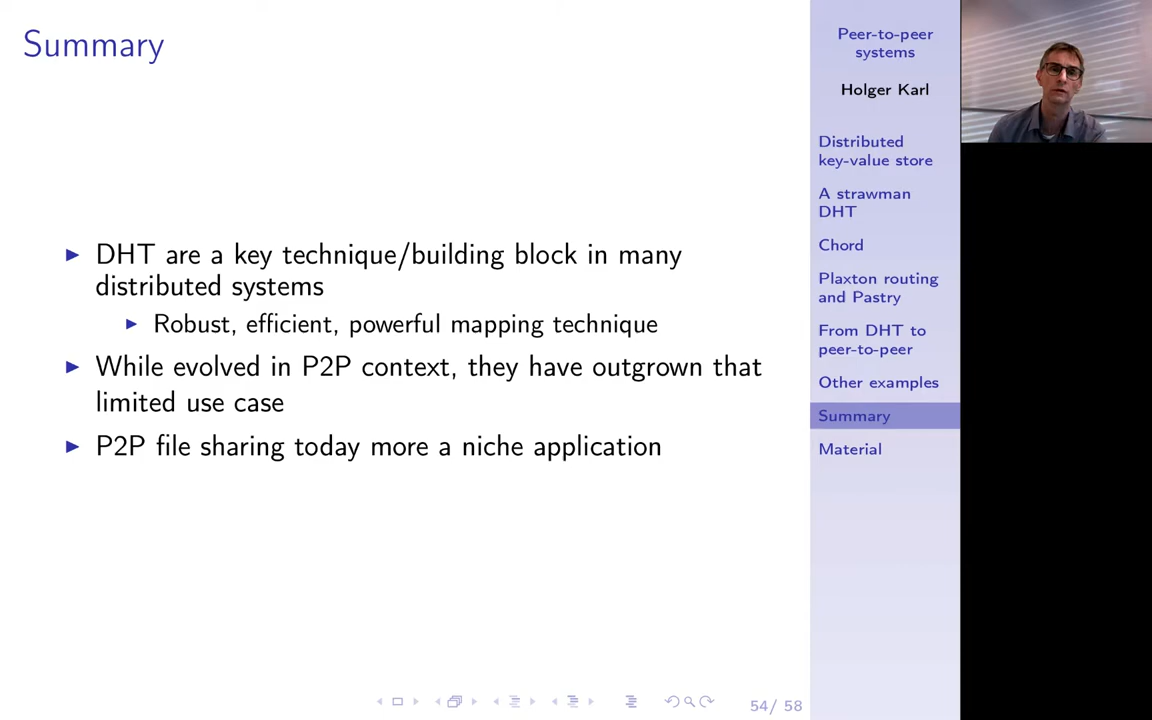 Summary
DHT are a key technique/building block in many
distributed systems
Robust, efficient, powerful mapping technique
While evolved in P2P context, they have outgrown that
limited use case
P2P file sharing today more a niche application
54/ 58
Peer-to-peer
systems
Holger Karl
Distributed
key-value store
A strawman
DHT
Chord
Plaxton routing
and Pastry
From DHT to
peer-to-peer
Other examples
Summary
Material